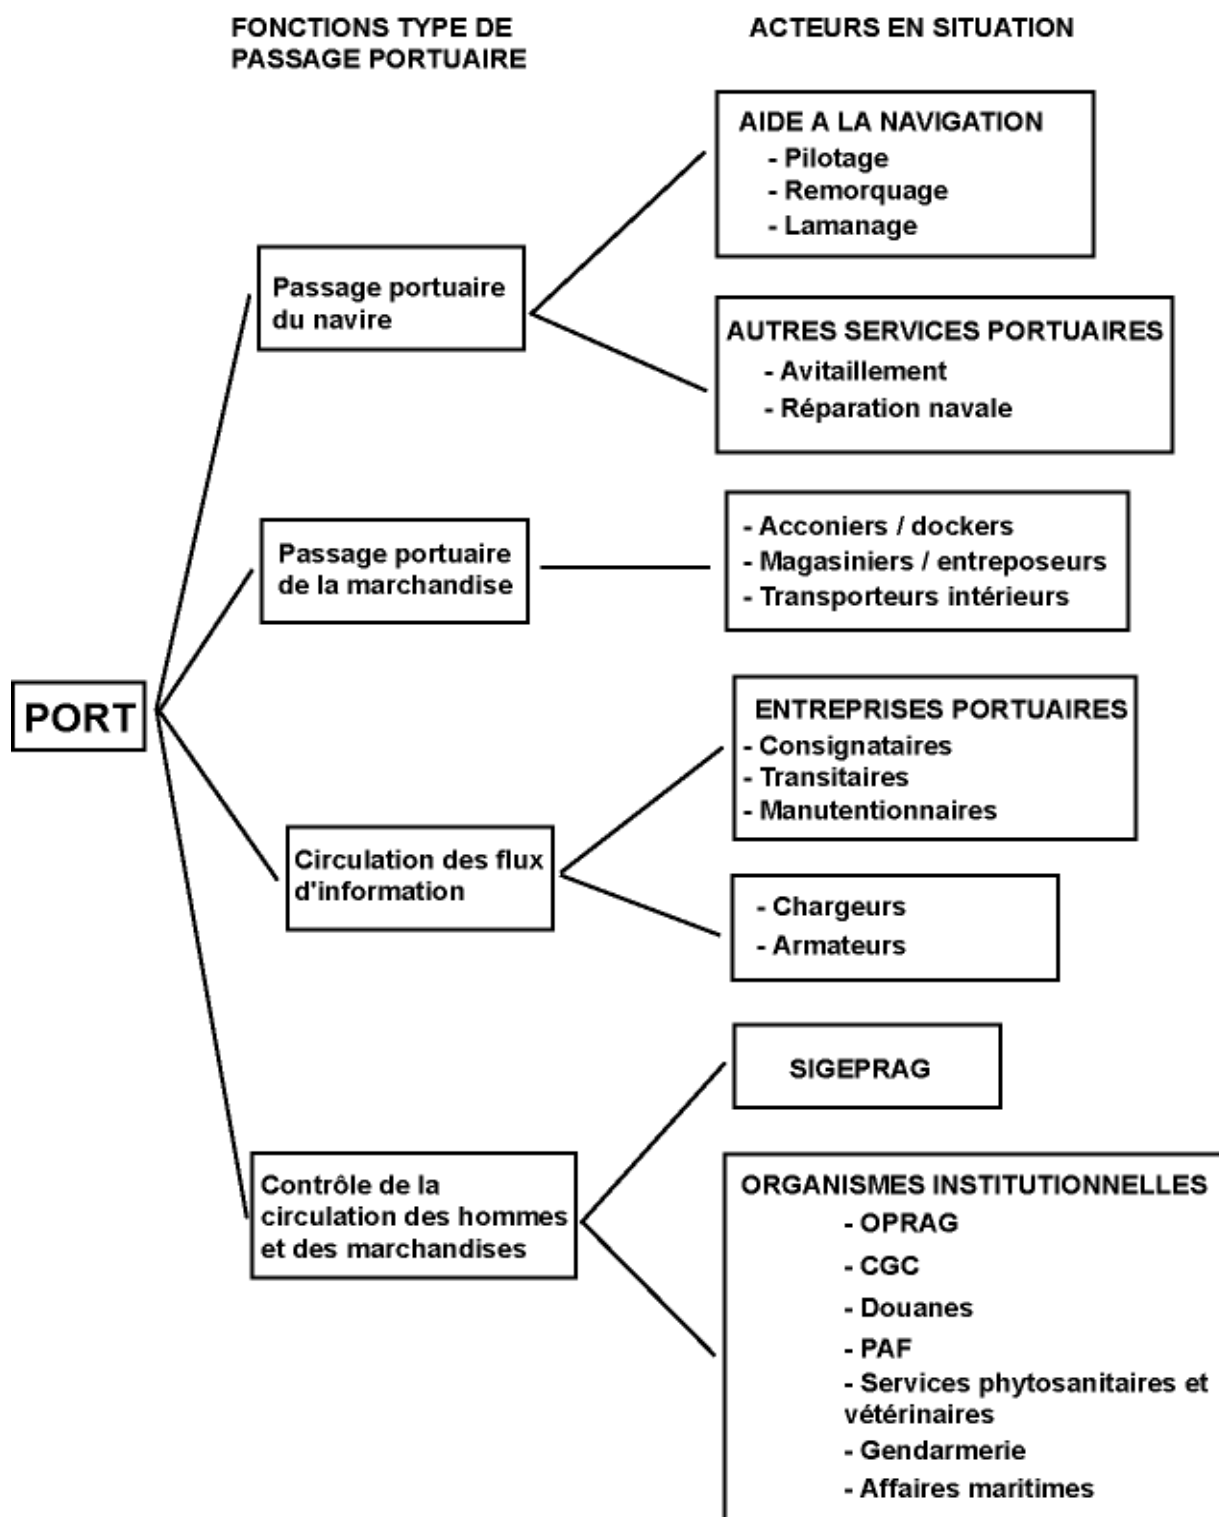 FONCTIONS TYPE DE
PASSAGE PORTUAIRE
ACTEURS EN SITUATION
AIDE A LA NAVIGATION
- Pilotage
- Remorquage
- Lamanage
Passage portuaire
du navire
AUTRES SERVICES PORTUAIRES
- Avitaillement
- Réparation navale
Passage portuaire
de la marchandise
- Acconiers / dockers
- Magasiniers / entreposeurs
- Transporteurs intérieurs
PORT
ENTREPRISES PORTUAIRES
- Consignataires
- Transitaires
- Manutentionnaires
Circulation des flux
d'information
- Chargeurs
- Armateurs
SIGEPRAG
Contrôle de la
circulation des hommes
et des marchandises
ORGANISMES INSTITUTIONNELLES
- OPRAG
- CGC
- Douanes
- PAF
- Services phytosanitaires et
vétérinaires
- Gendarmerie
- Affaires maritimes